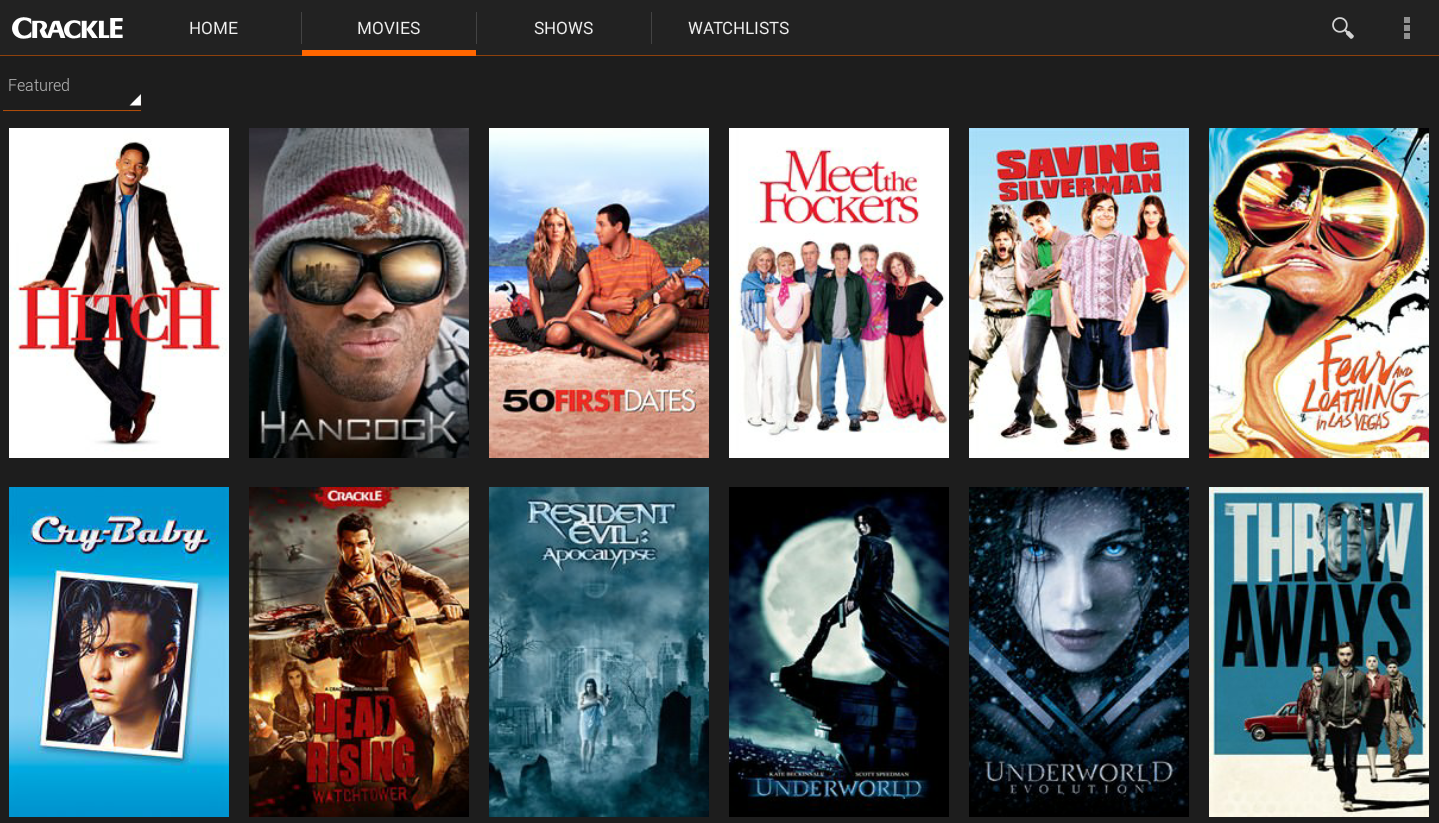 CRACKLE
HOME
MOVIES
SHOWS
WATCHLISTS
Featured
HITCH
HANCOCK
50 FIRST DATES
Meet the
Fockers
SAVING
SILVERMAN
Fear AND
LOATHING
in LAS VEGAS
Cry-Baby
CRACKLE
A CRACKLE ORIGINAL MOVIE
DEAD
RISING
WATCHTOWER
RESIDENT
EVIL:
APOCALYPSE
KATE BECKINSALE SCOTT SPEEDMAN
UNDERWORLD
UNDERWORLD
EVOLUTION
THROW
AWAYS